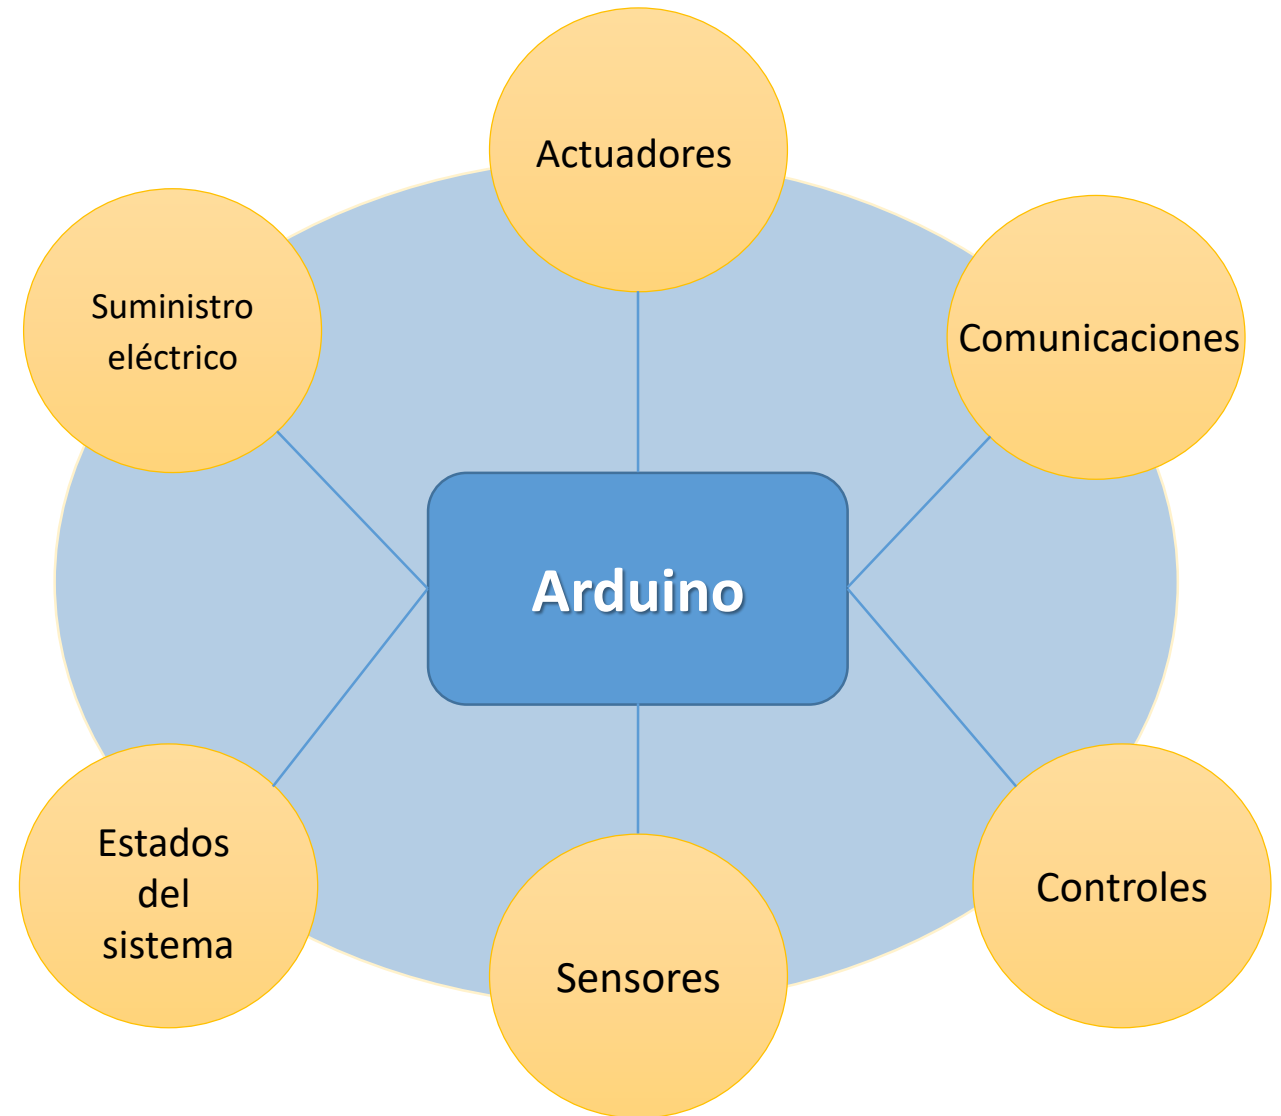 Actuadores
Suministro
eléctrico
Comunicaciones
Arduino
Estados
del
sistema
Sensores
Controles